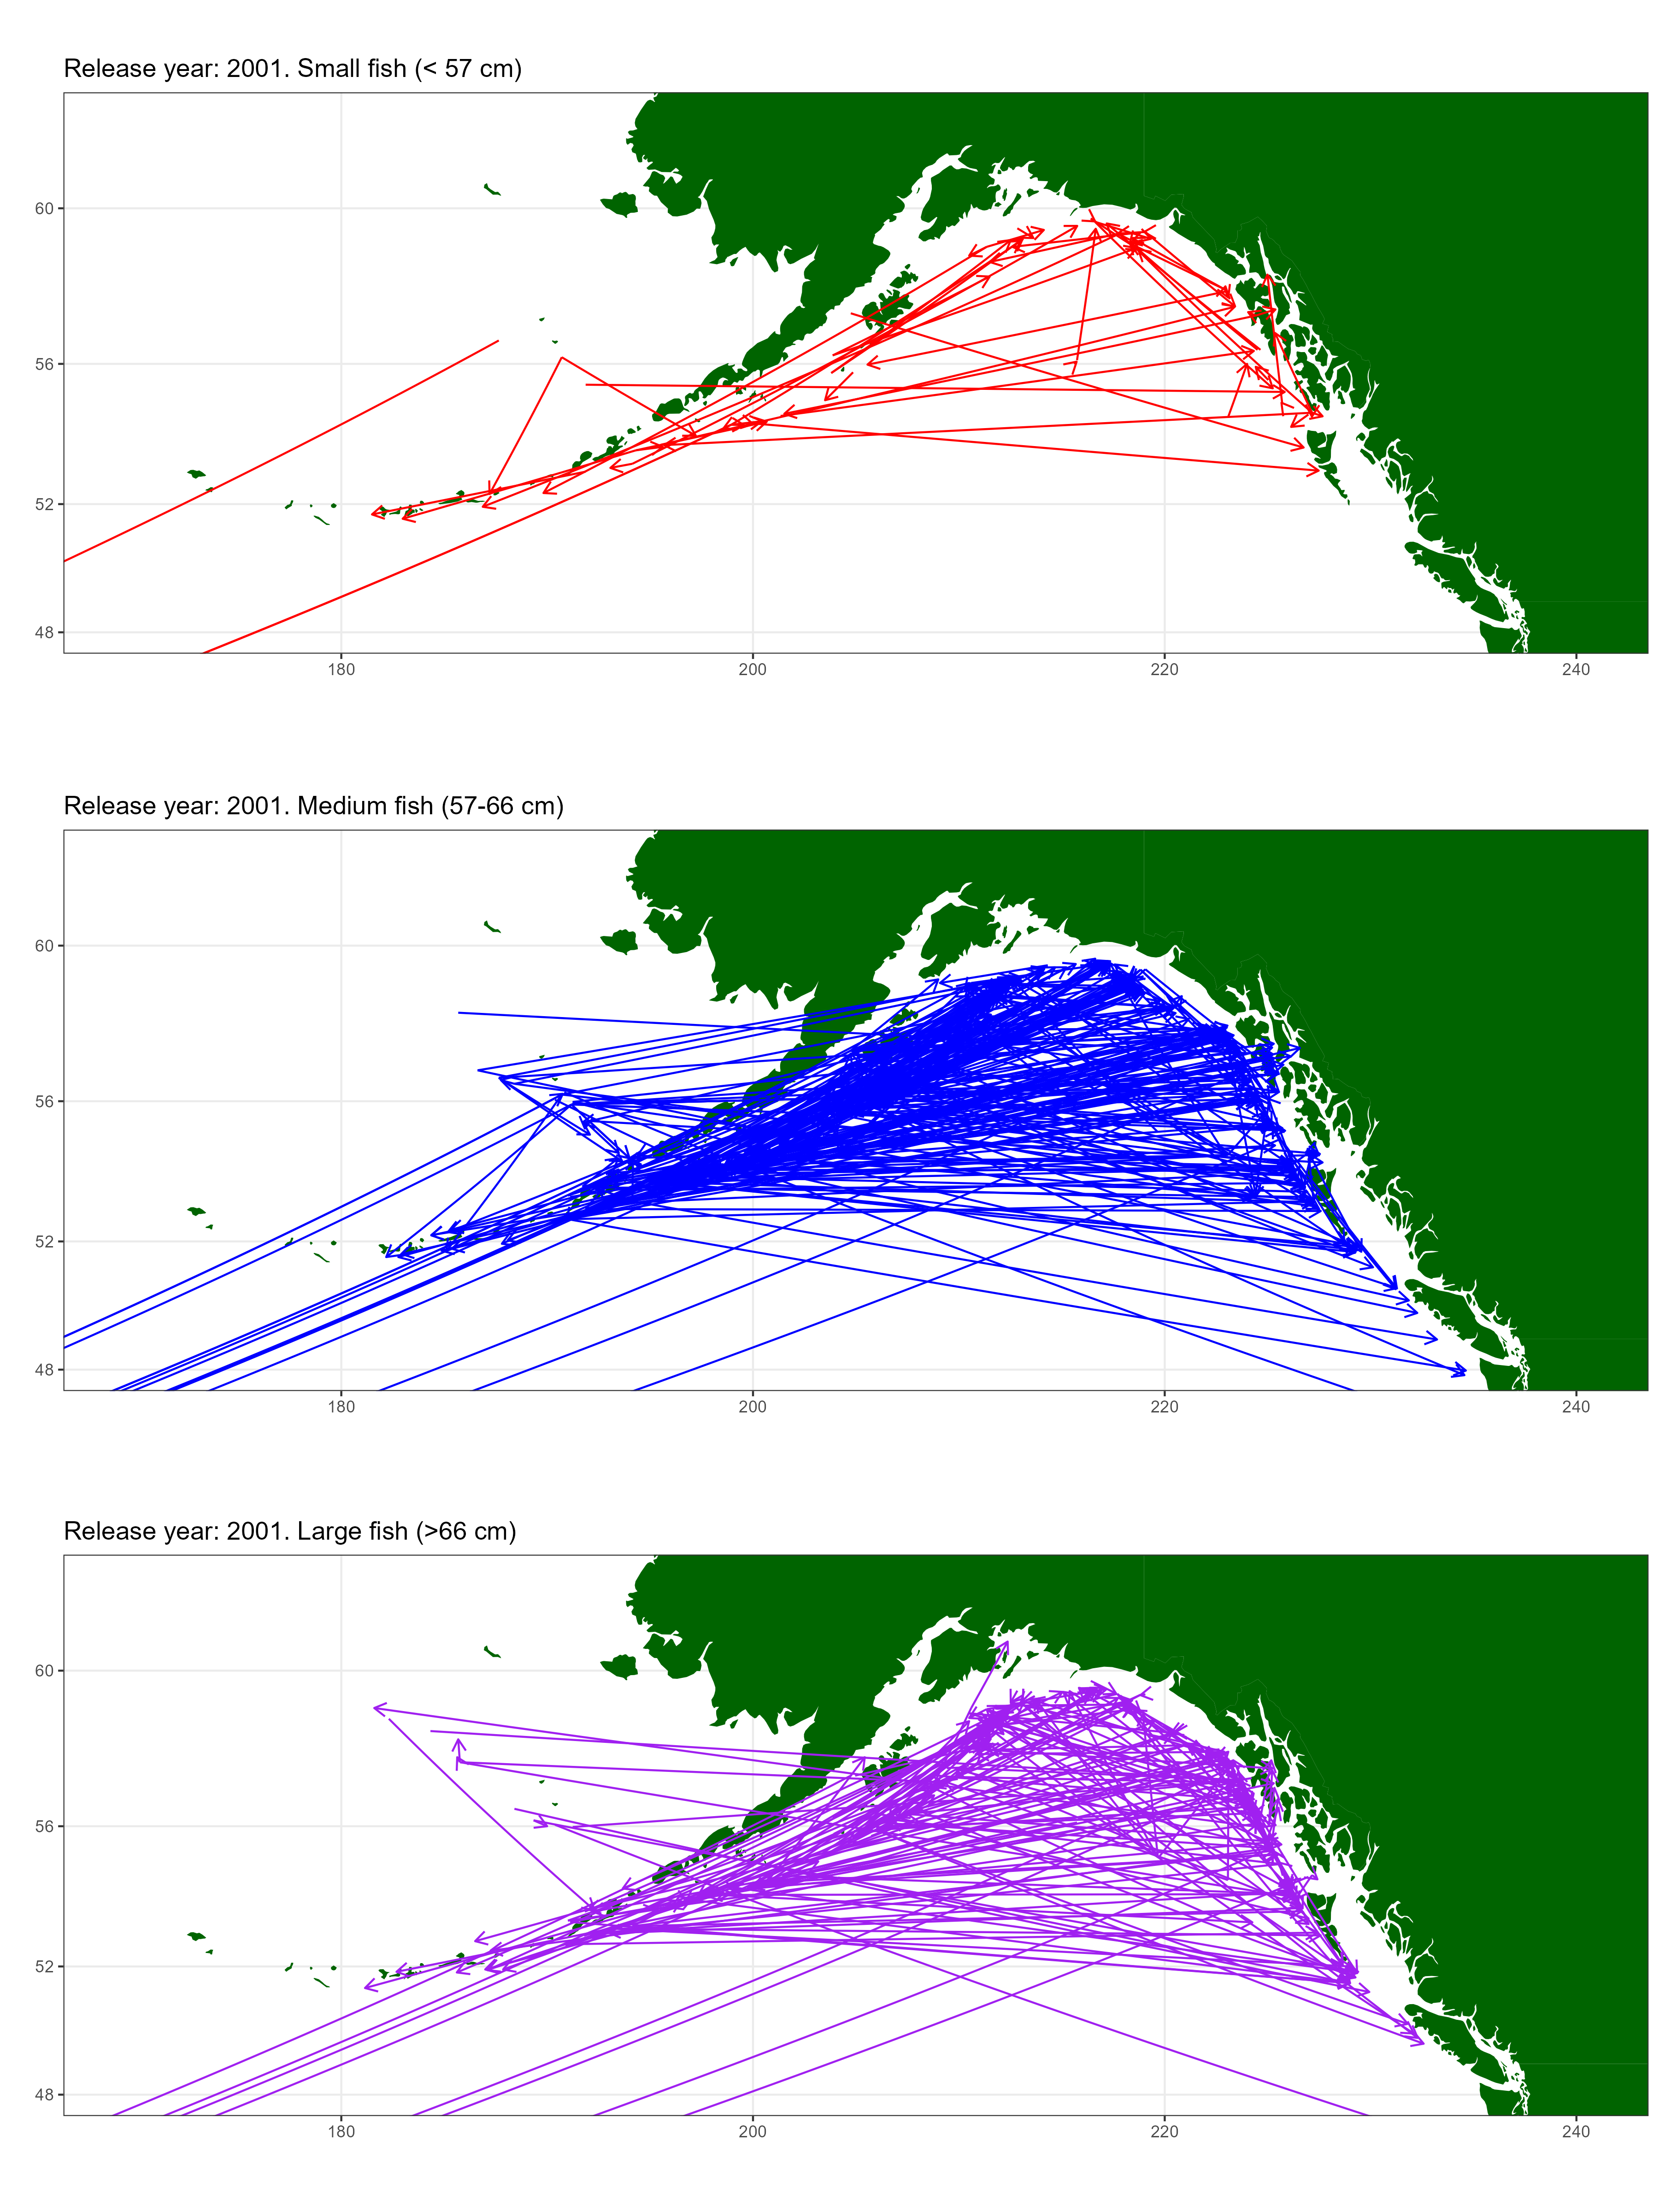 Release year: 2001. Small fish (< 57 cm)
60
56
52
48
180 200 220 240
Release year: 2001. Medium fish (57-66 cm)
60
56
52
48
180 200 220 240
Release year: 2001. Large fish (>66 cm)
60
56
52
48
180 200 220 240